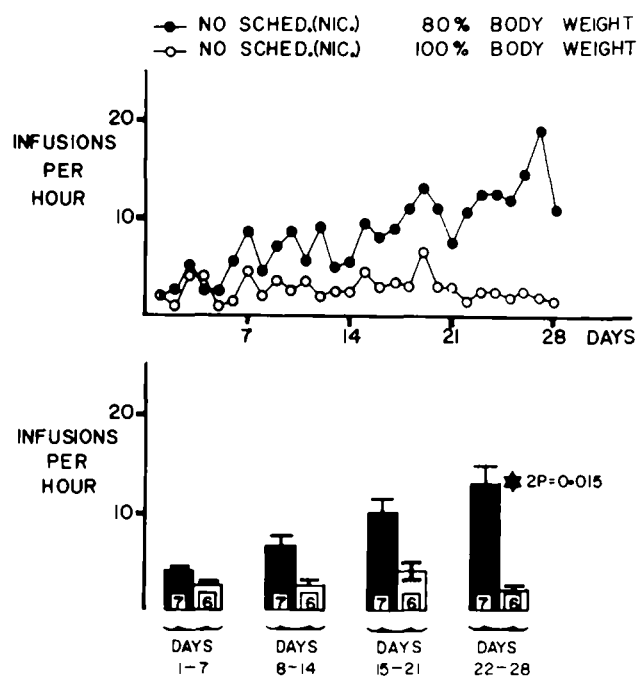 NO SCHED.(NIC.) 80% BODY WEIGHT
NO SCHED.(NIC.) 100% BODY WEIGHT
INFUSIONS
PER
HOUR
20
10
7 14 21 28 DAYS
INFUSIONS
PER
HOUR
20
10
2P=0.015
7 6 7 6 7 6 7 6
DAYS DAYS DAYS DAYS
1-7 8-14 15-21 22-28